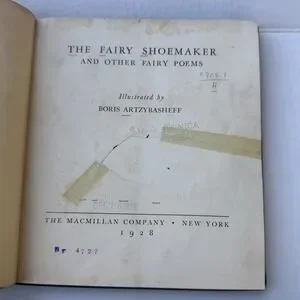 THE FAIRY SHOEMAKER
AND OTHER FAIRY POEMS
Illustrated by
BORIS ARTZYBASHEFF
THE MACMILLAN COMPANY • NEW YORK
1928